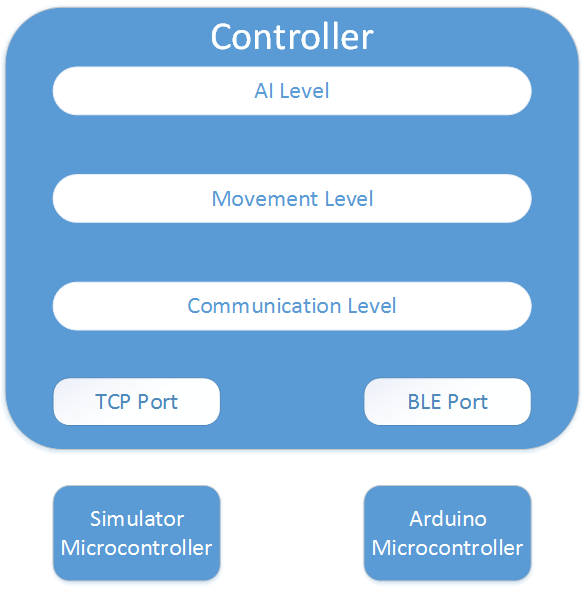 Controller
AI Level
Movement Level
Communication Level
TCP Port
BLE Port
Simulator
Microcontroller
Arduino
Microcontroller